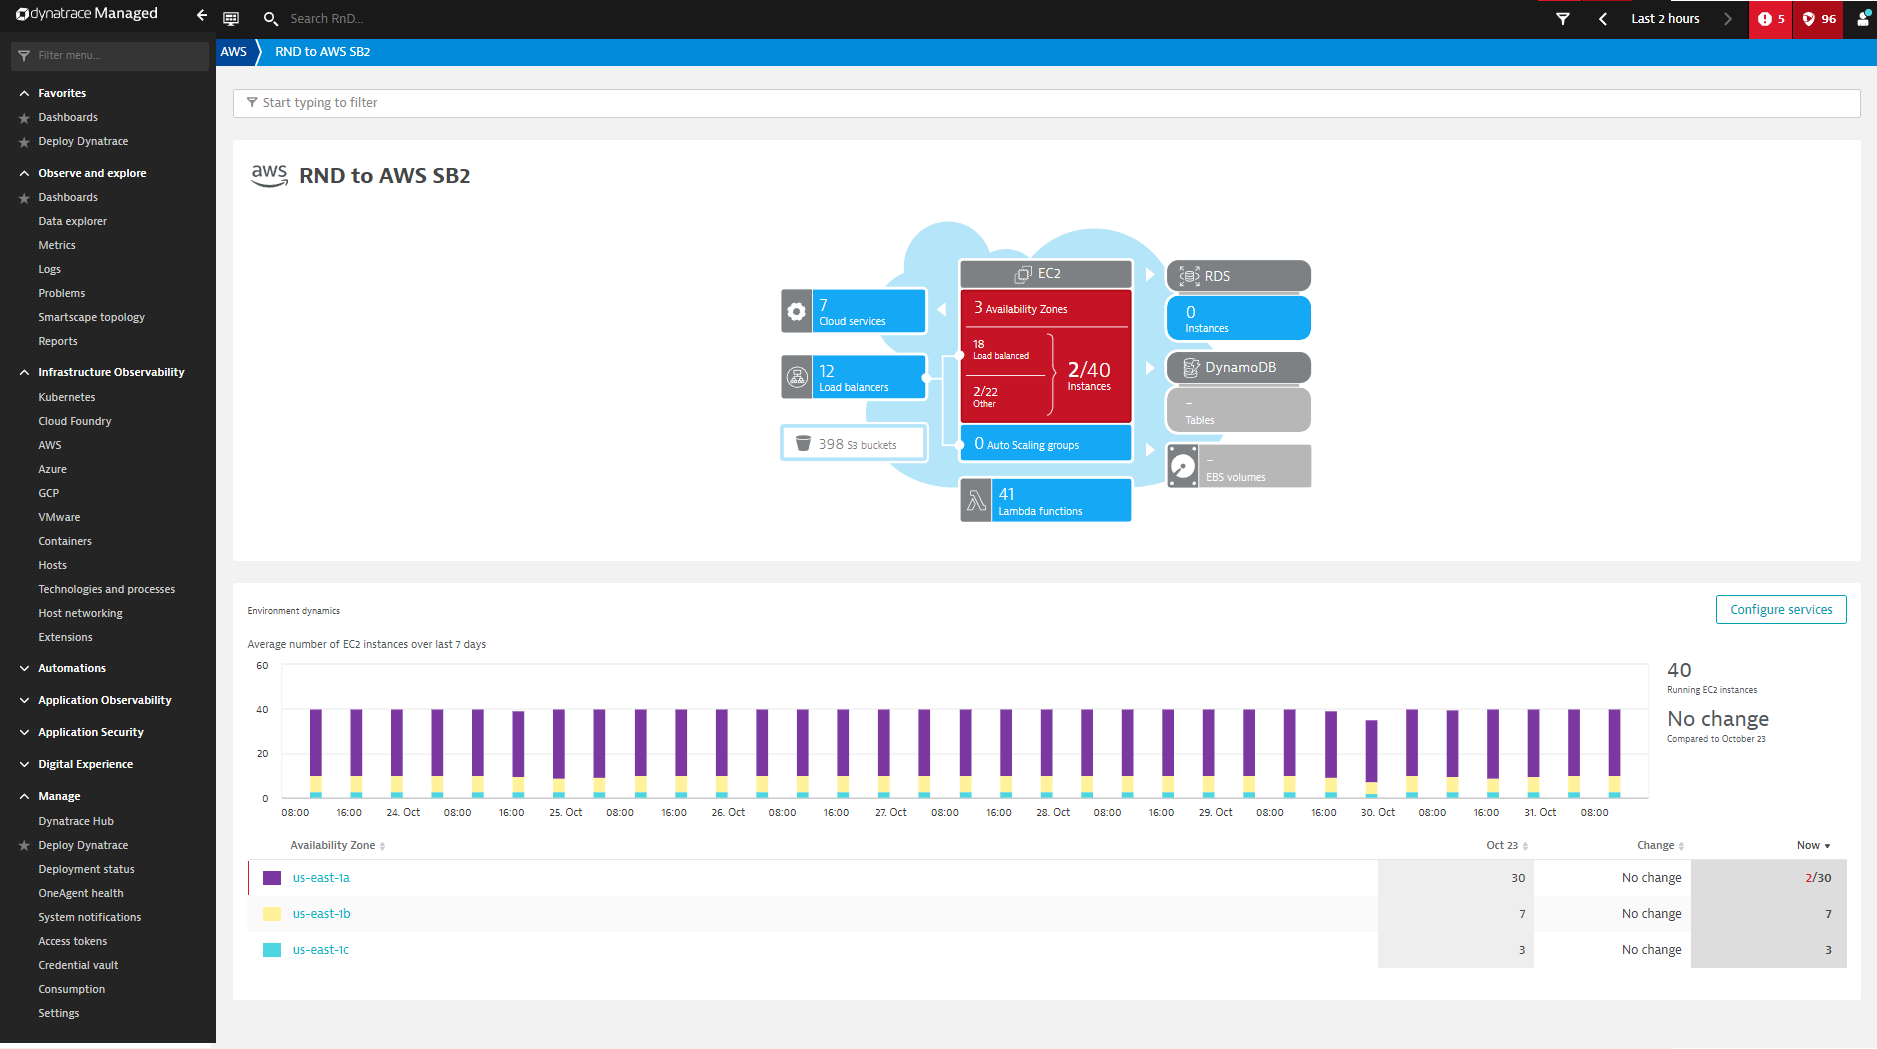 dynatrace Managed
Search RnD...
Last 2 hours
5
96
Filter menu...
AWS
RND to AWS SB2
Favorites
Dashboards
Deploy Dynatrace
Observe and explore
Dashboards
Data explorer
Metrics
Logs
Problems
Smartscape topology
Reports
Infrastructure Observability
Kubernetes
Cloud Foundry
AWS
Azure
GCP
VMware
Containers
Hosts
Technologies and processes
Host networking
Extensions
Automations
Application Observability
Application Security
Digital Experience
Manage
Dynatrace Hub
Deploy Dynatrace
Deployment status
OneAgent health
System notifications
Access tokens
Credential vault
Consumption
Settings
Start typing to filter
aws RND to AWS SB2
7
Cloud services
12
Load balancers
398 S3 buckets
EC2
3 Availability Zones
18
Load balanced
2/22
Other
2/40
Instances
0 Auto Scaling groups
41
Lambda functions
RDS
0
Instances
DynamoDB
–
Tables
–
EBS volumes
Environment dynamics
Configure services
Average number of EC2 instances over last 7 days
60
40
20
0
08:00 16:00 24. Oct 08:00 16:00 25. Oct 08:00 16:00 26. Oct 08:00 16:00 27. Oct 08:00 16:00 28. Oct 08:00 16:00 29. Oct 08:00 16:00 30. Oct 08:00 16:00 31. Oct 08:00
40
Running EC2 instances
No change
Compared to October 23
Availability Zone Oct 23 Change Now
us-east-1a 30 No change 2/30
us-east-1b 7 No change 7
us-east-1c 3 No change 3